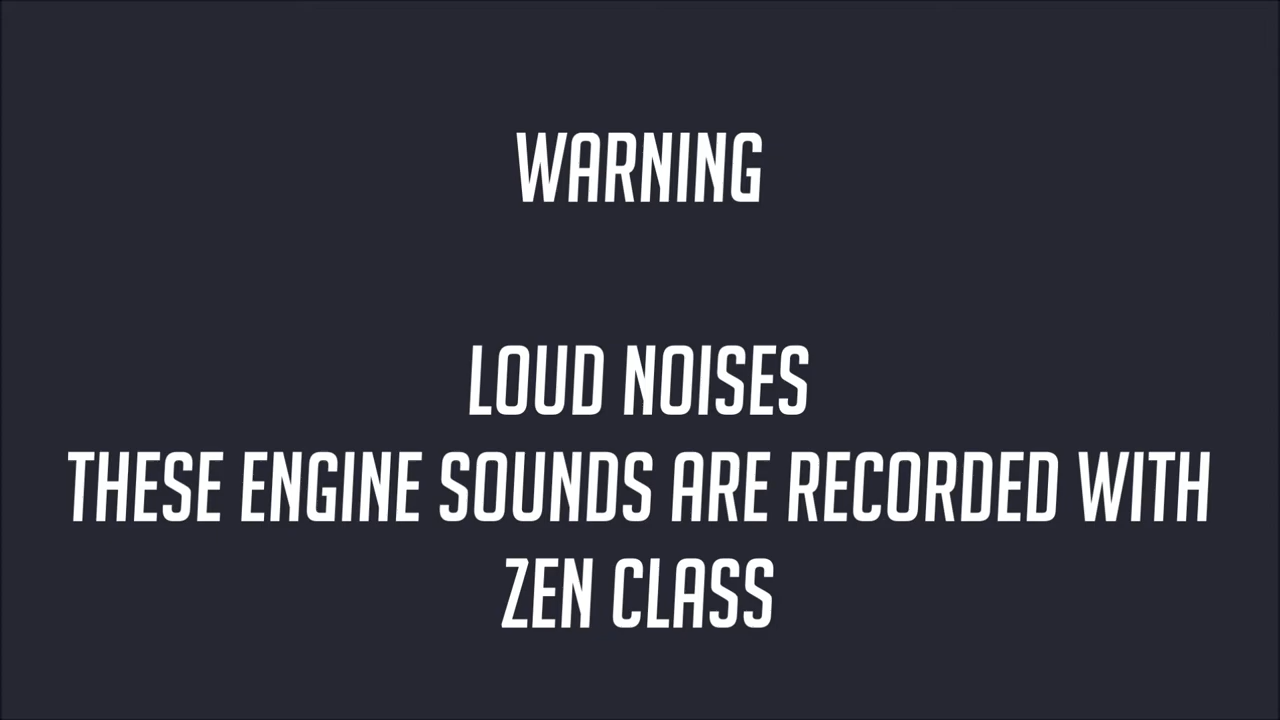 WARNING
LOUD NOISES
THESE ENGINE SOUNDS ARE RECORDED WITH
ZEN CLASS